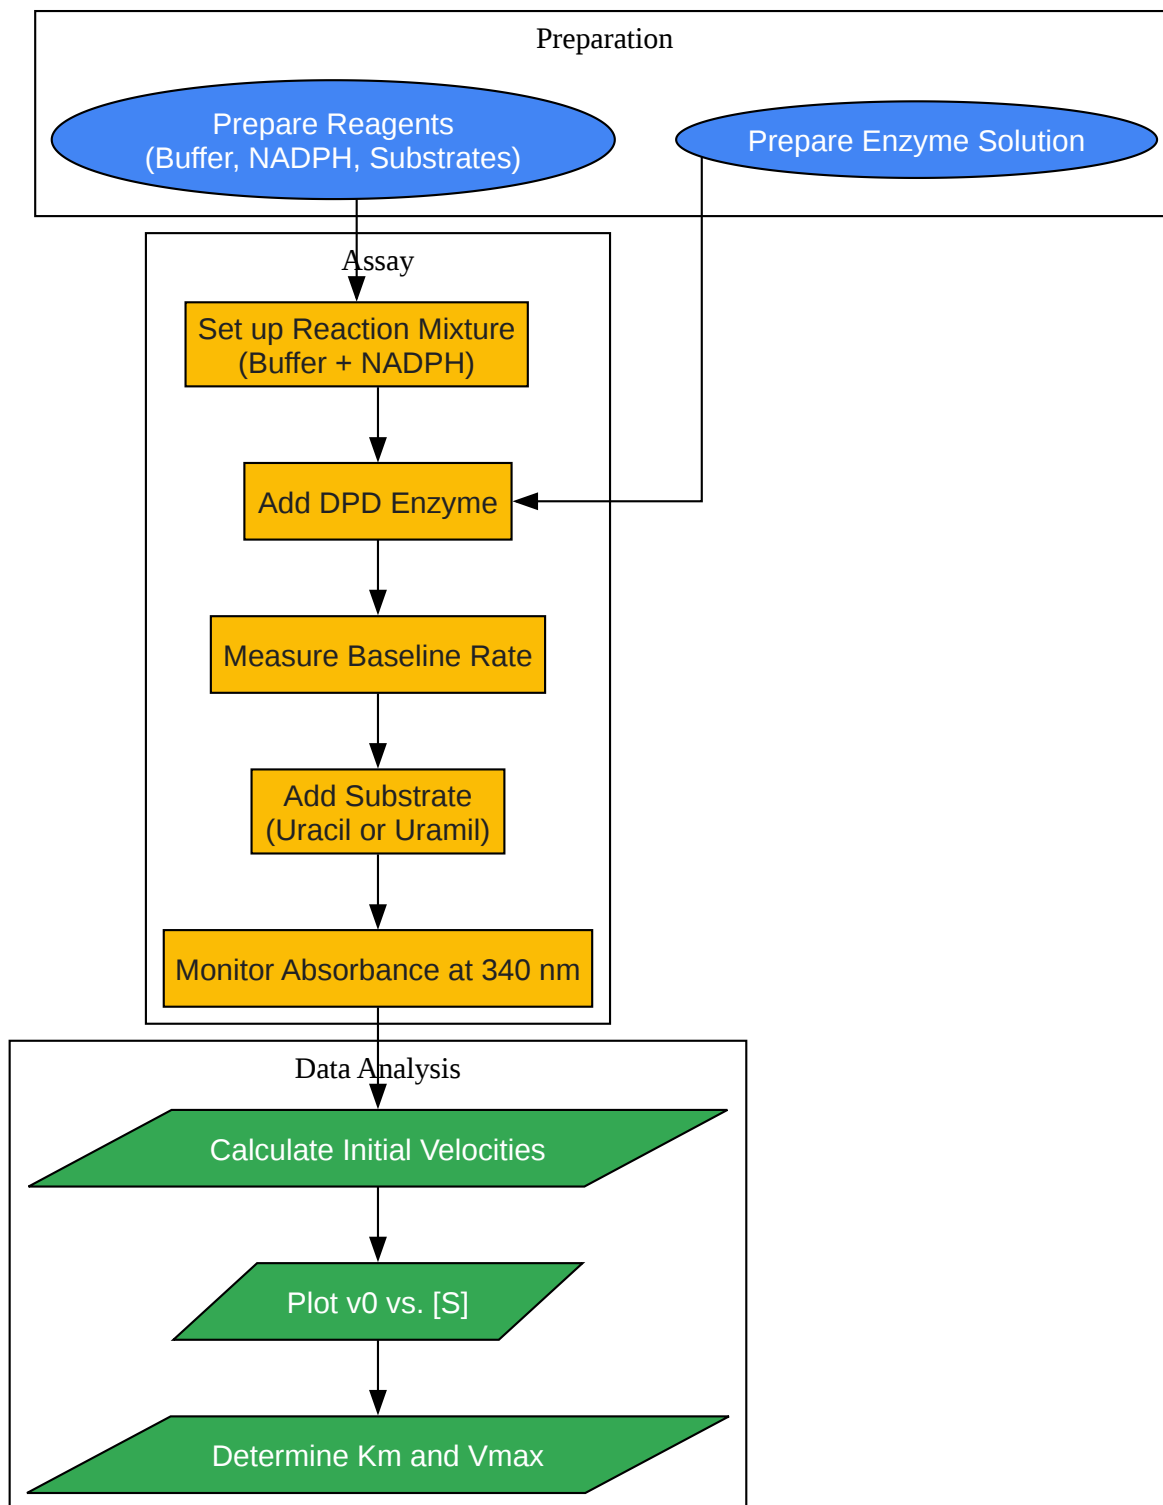 Preparation
Prepare Reagents
(Buffer, NADPH, Substrates)
Prepare Enzyme Solution
Assay
Set up Reaction Mixture
(Buffer + NADPH)
Add DPD Enzyme
Measure Baseline Rate
Add Substrate
(Uracil or Uramil)
Monitor Absorbance at 340 nm
Data Analysis
Calculate Initial Velocities
Plot v0 vs. [S]
Determine Km and Vmax